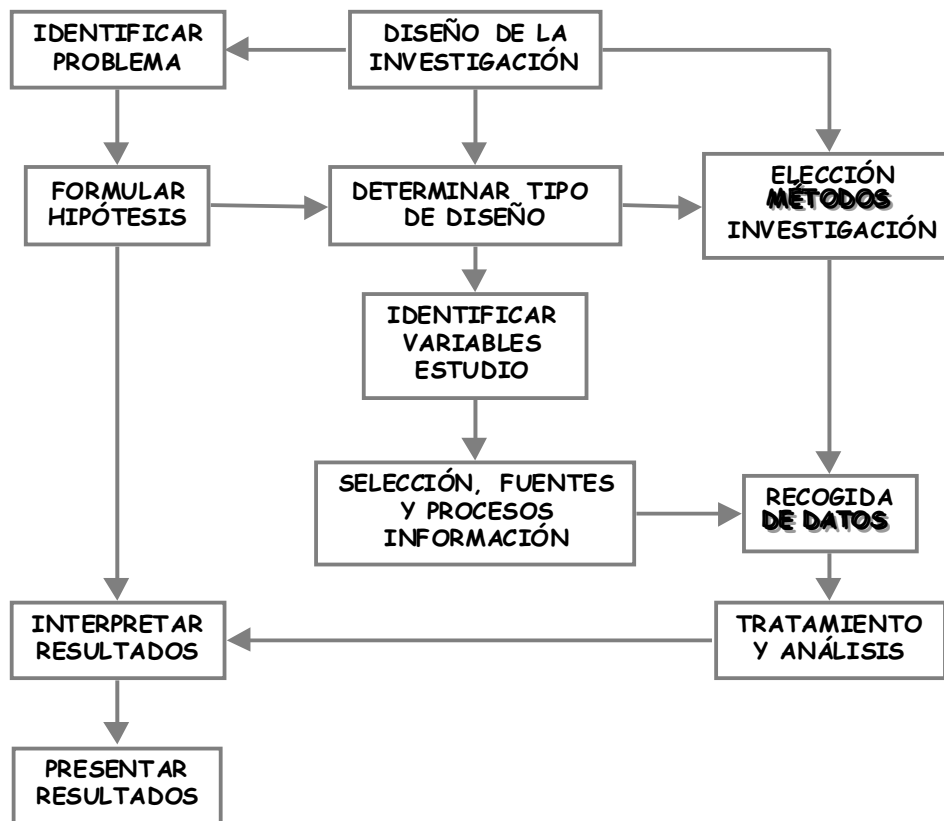 IDENTIFICAR
PROBLEMA
DISEÑO DE LA
INVESTIGACIÓN
FORMULAR
HIPÓTESIS
DETERMINAR TIPO
DE DISEÑO
ELECCIÓN
MÉTODOS
INVESTIGACIÓN
IDENTIFICAR
VARIABLES
ESTUDIO
SELECCIÓN, FUENTES
Y PROCESOS
INFORMACIÓN
RECOGIDA
DE DATOS
INTERPRETAR
RESULTADOS
TRATAMIENTO
Y ANÁLISIS
PRESENTAR
RESULTADOS